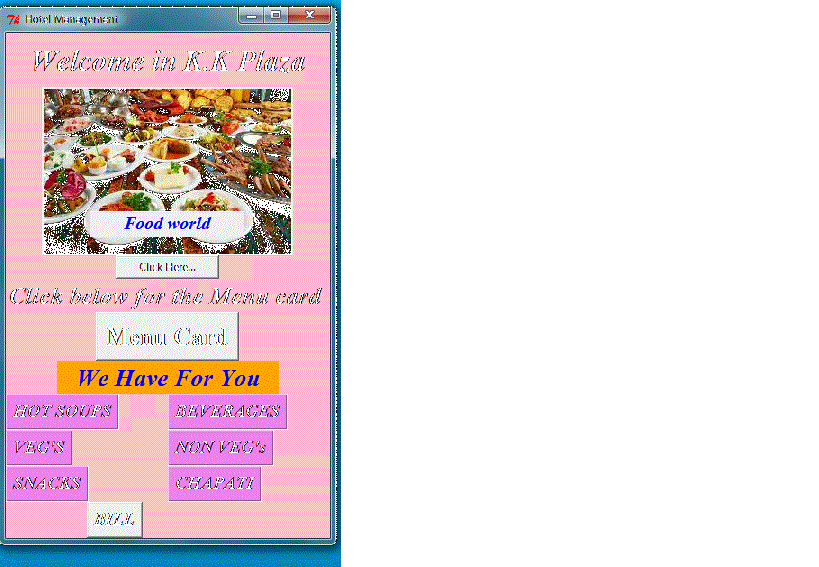 Hotel Management
Welcome in K.K Plaza
Food world
Click Here...
Click below for the Menu card
Menu Card
We Have For You
HOT SOUPS BEVERAGES
VEG'S NON VEG's
SNACKS CHAPATI
BILL